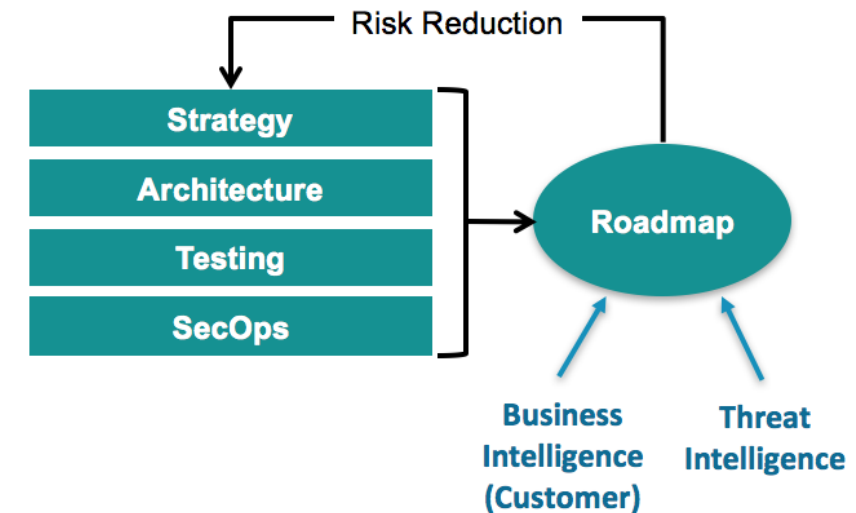 Risk Reduction
Strategy
Architecture
Testing
SecOps
Roadmap
Business
Intelligence
(Customer)
Threat
Intelligence